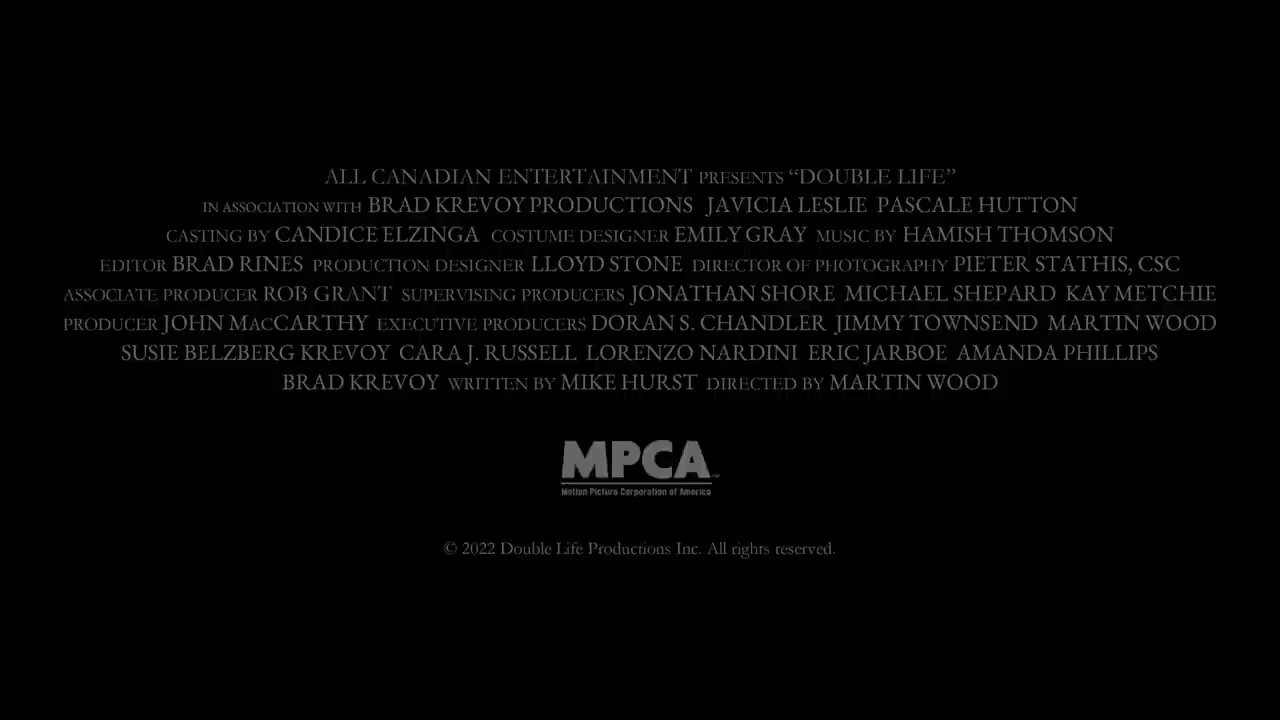 ALL CANADIAN ENTERTAINMENT PRESENTS “DOUBLE LIFE”
IN ASSOCIATION WITH BRAD KREVOY PRODUCTIONS JAVICIA LESLIE PASCALE HUTTON
CASTING BY CANDICE ELZINGA COSTUME DESIGNER EMILY GRAY MUSIC BY HAMISH THOMSON
EDITOR BRAD RINES PRODUCTION DESIGNER LLOYD STONE DIRECTOR OF PHOTOGRAPHY PIETER STATHIS, CSC
ASSOCIATE PRODUCER ROB GRANT SUPERVISING PRODUCERS JONATHAN SHORE MICHAEL SHEPARD KAY METCHIE
PRODUCER JOHN MACCARTHY EXECUTIVE PRODUCERS DORAN S. CHANDLER JIMMY TOWNSEND MARTIN WOOD
SUSIE BELZBERG KREVOY CARA J. RUSSELL LORENZO NARDINI ERIC JARBOE AMANDA PHILLIPS
BRAD KREVOY WRITTEN BY MIKE HURST DIRECTED BY MARTIN WOOD
MPCA
Motion Picture Corporation of America
© 2022 Double Life Productions Inc. All rights reserved.